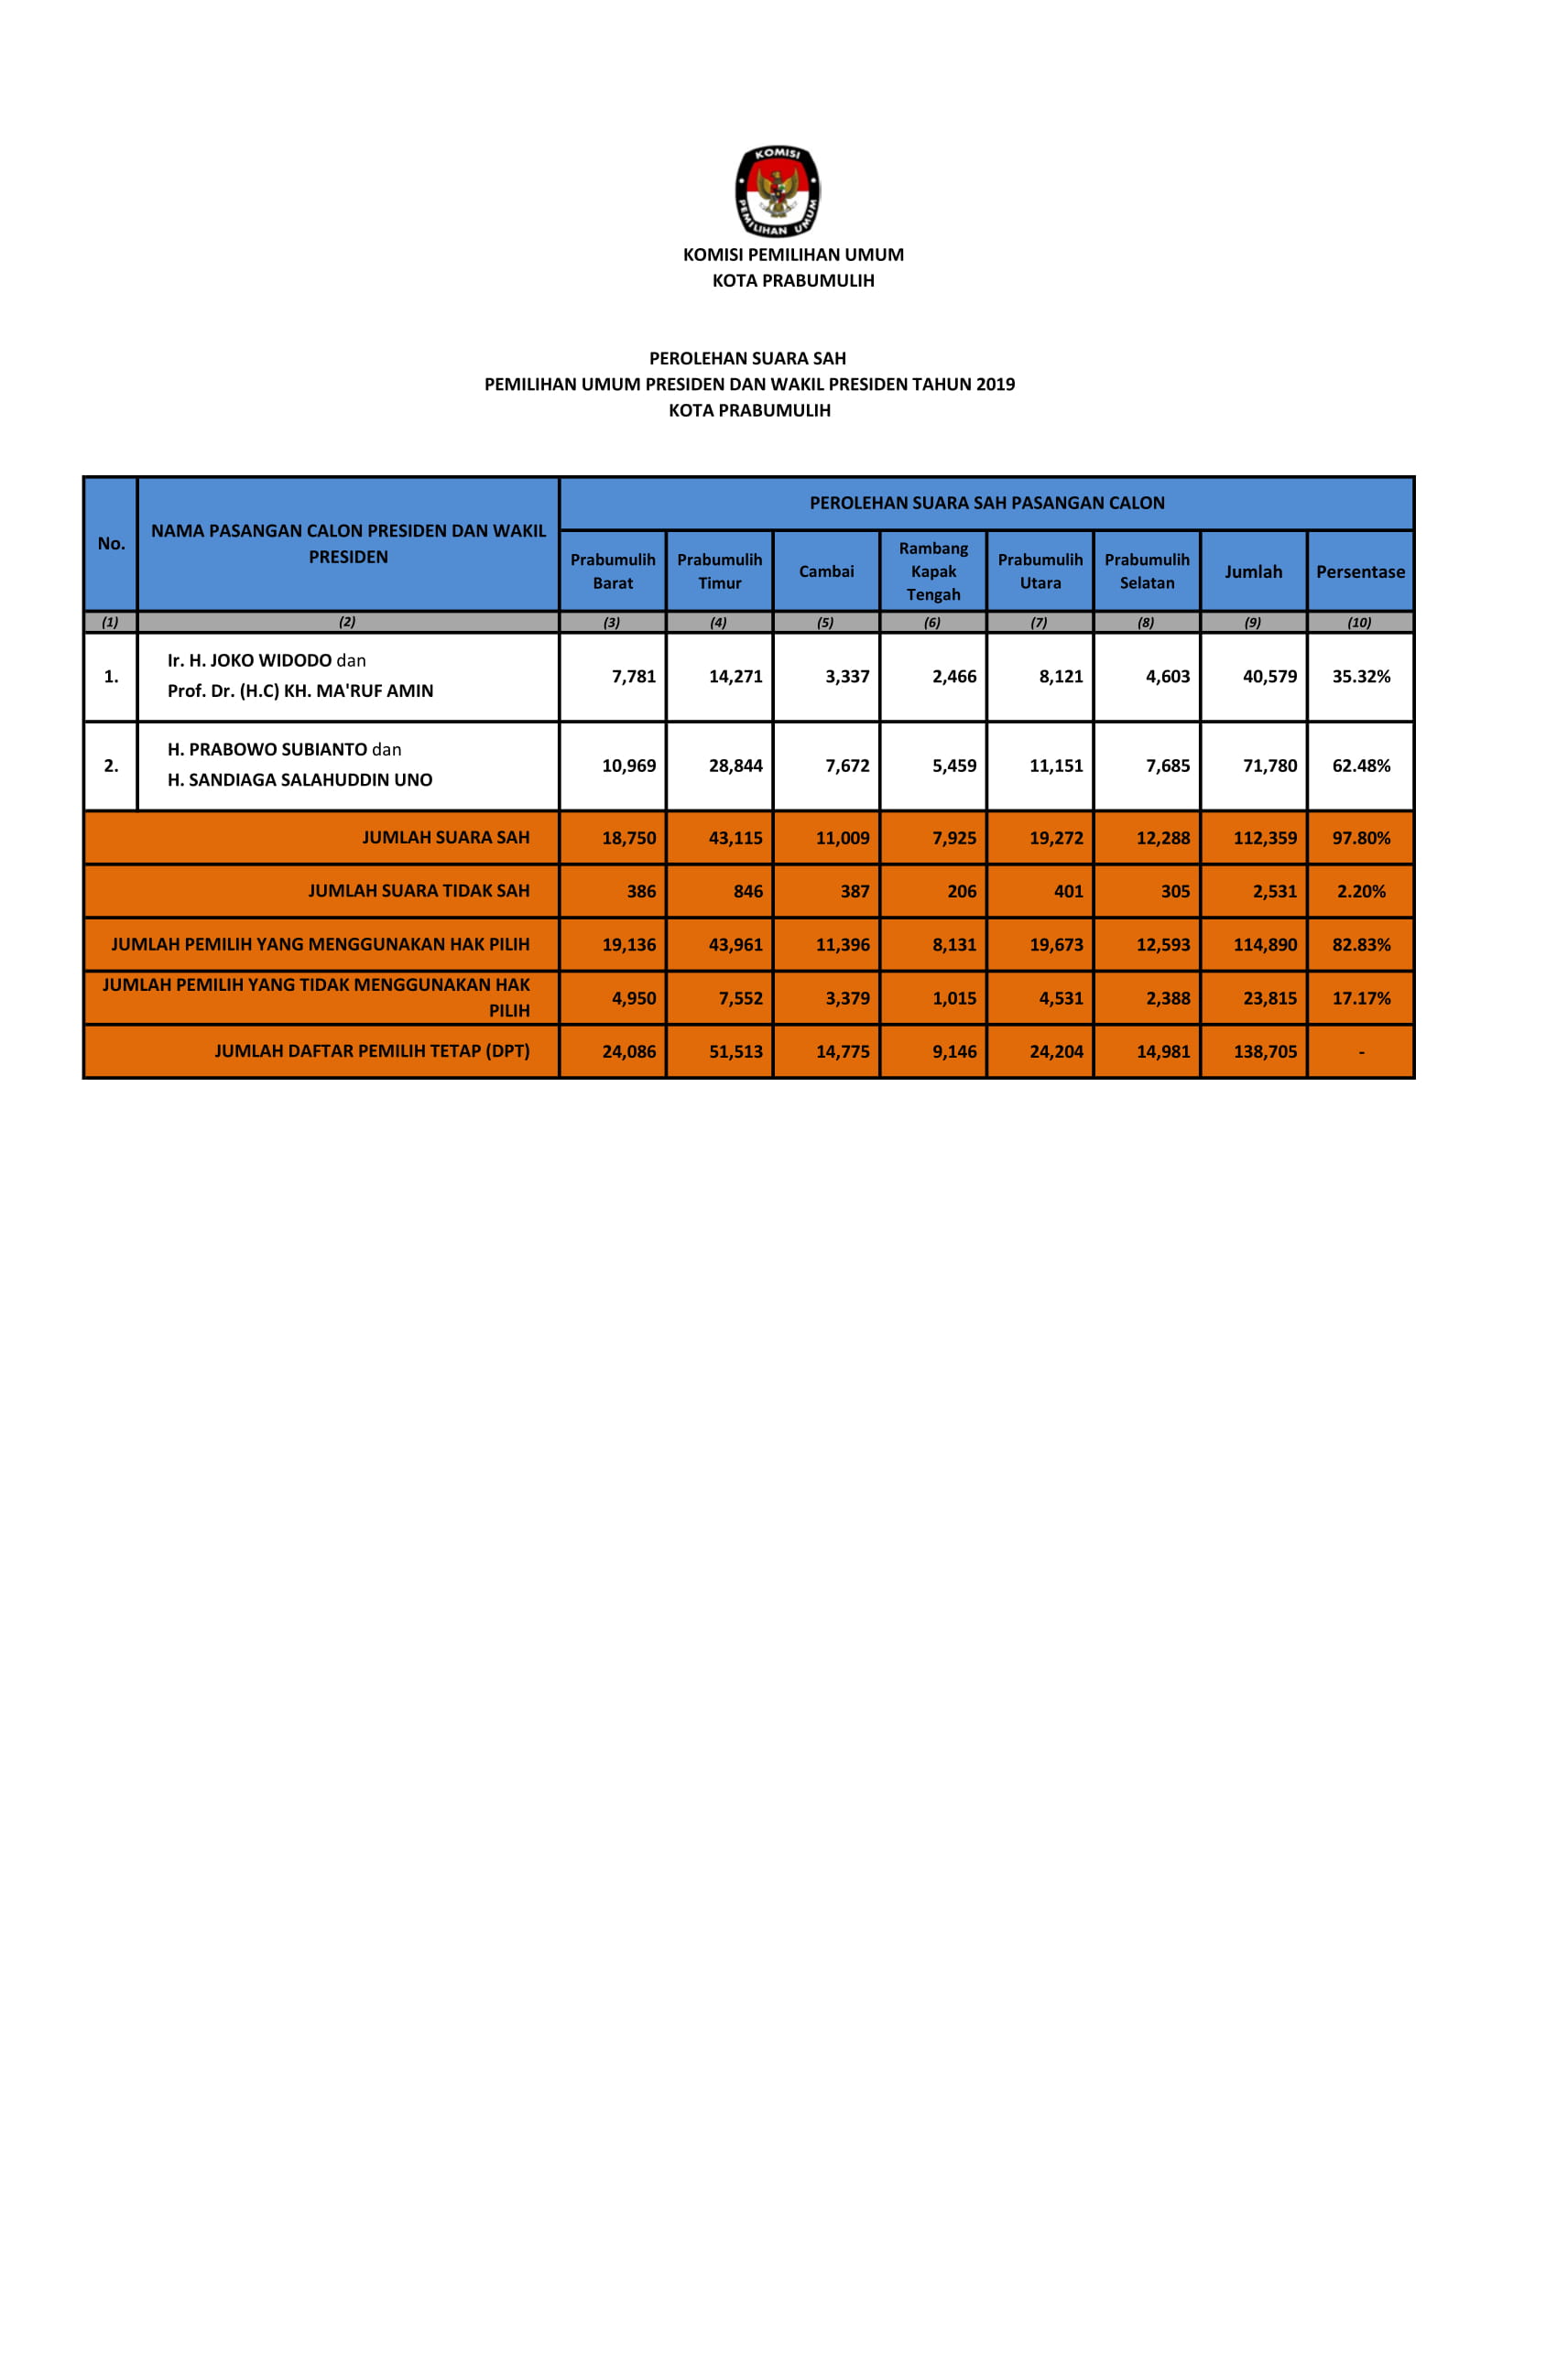 KOMISI
PEMILIHAN UMUM
KOMISI PEMILIHAN UMUM
KOTA PRABUMULIH
PEROLEHAN SUARA SAH
PEMILIHAN UMUM PRESIDEN DAN WAKIL PRESIDEN TAHUN 2019
KOTA PRABUMULIH
No. NAMA PASANGAN CALON PRESIDEN DAN WAKIL
PRESIDEN
PEROLEHAN SUARA SAH PASANGAN CALON
Prabumulih
Barat
Prabumulih
Timur
Cambai
Rambang
Kapak
Tengah
Prabumulih
Utara
Prabumulih
Selatan
Jumlah
Persentase
(1) (2) (3) (4) (5) (6) (7) (8) (9) (10)
1. Ir. H. JOKO WIDODO dan
Prof. Dr. (H.C) KH. MA'RUF AMIN
7,781 14,271 3,337 2,466 8,121 4,603 40,579 35.32%
2. H. PRABOWO SUBIANTO dan
H. SANDIAGA SALAHUDDIN UNO
10,969 28,844 7,672 5,459 11,151 7,685 71,780 62.48%
JUMLAH SUARA SAH 18,750 43,115 11,009 7,925 19,272 12,288 112,359 97.80%
JUMLAH SUARA TIDAK SAH 386 846 387 206 401 305 2,531 2.20%
JUMLAH PEMILIH YANG MENGGUNAKAN HAK PILIH 19,136 43,961 11,396 8,131 19,673 12,593 114,890 82.83%
JUMLAH PEMILIH YANG TIDAK MENGGUNAKAN HAK
PILIH
4,950 7,552 3,379 1,015 4,531 2,388 23,815 17.17%
JUMLAH DAFTAR PEMILIH TETAP (DPT) 24,086 51,513 14,775 9,146 24,204 14,981 138,705 -